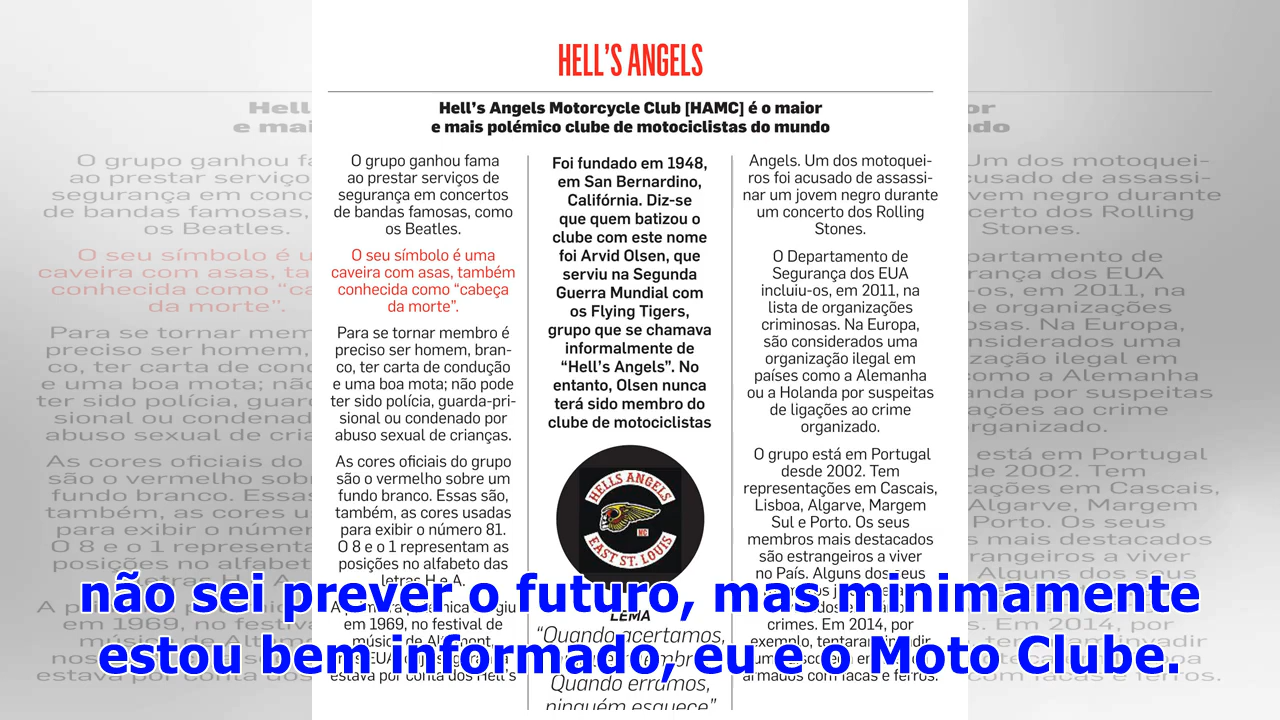 HELL'S ANGELS
Hell's Angels Motorcycle Club [HAMC] é o maior
e mais polémico clube de motociclistas do mundo
O grupo ganhou fama
ao prestar serviços de
segurança em concertos
de bandas famosas, como
os Beatles.
O seu símbolo é uma
caveira com asas, também
conhecida como “cabeça
da morte”.
Para se tornar membro é
preciso ser homem, bran-
co, ter carta de condução
e uma boa mota; não pode
ter sido polícia, guarda-pri-
sional ou condenado por
abuso sexual de crianças.
As cores oficiais do grupo
são o vermelho sobre um
fundo branco. Essas são,
também, as cores usadas
para exibir o número 81.
O 8 e o 1 representam as
posições no alfabeto das
letras H e A.
em 1969, no festival de
estava por conta dos Hell's
Foi fundado em 1948,
em San Bernardino,
Califórnia. Diz-se
que quem batizou o
clube com este nome
foi Arvid Olsen, que
serviu na Segunda
Guerra Mundial com
os Flying Tigers,
grupo que se chamava
informalmente de
“Hell's Angels”. No
entanto, Olsen nunca
terá sido membro do
clube de motociclistas
HELLS ANGELS
MC
EAST ST. LOUIS
LEMA
“Quando acertamos,
Quando erramos,
ninguém esquece”
Angels. Um dos motoquei-
ros foi acusado de assassi-
nar um jovem negro durante
um concerto dos Rolling
Stones.
O Departamento de
Segurança dos EUA
incluiu-os, em 2011, na
lista de organizações
criminosas. Na Europa,
são considerados uma
organização ilegal em
países como a Alemanha
ou a Holanda por suspeitas
de ligações ao crime
organizado.
O grupo está em Portugal
desde 2002. Tem
representações em Cascais,
Lisboa, Algarve, Margem
Sul e Porto. Os seus
membros mais destacados
são estrangeiros a viver
no País. Alguns dos seus
crimes. Em 2014, por
exemplo, tentaram invadir
armados com facas e ferros.
não sei prever o futuro, mas minimamente
estou bem informado, eu e o Moto Clube.